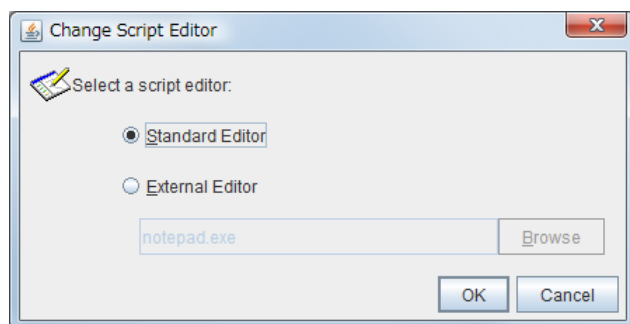 Change Script Editor
Select a script editor:
Standard Editor
External Editor
notepad.exe Browse
OK Cancel